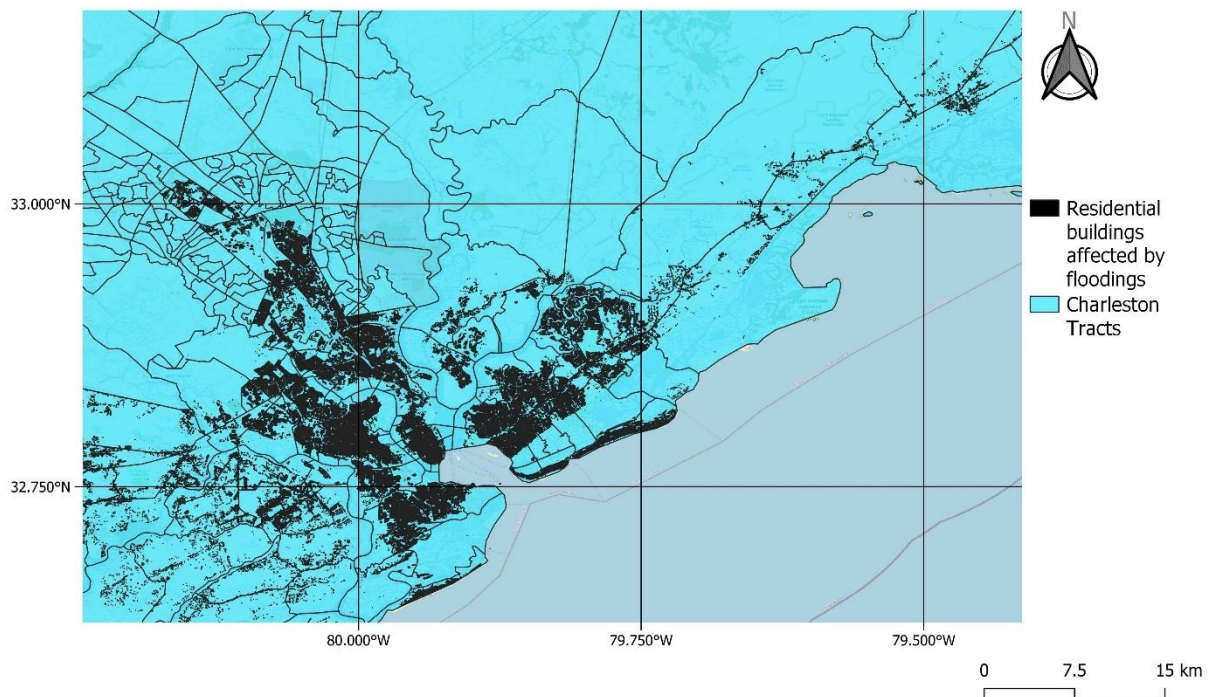 N
33.000°N
32.750°N
80.000°W
79.750°W
79.500°W
Residential
buildings
affected by
floodings
Charleston
Tracts
0 7.5 15 km